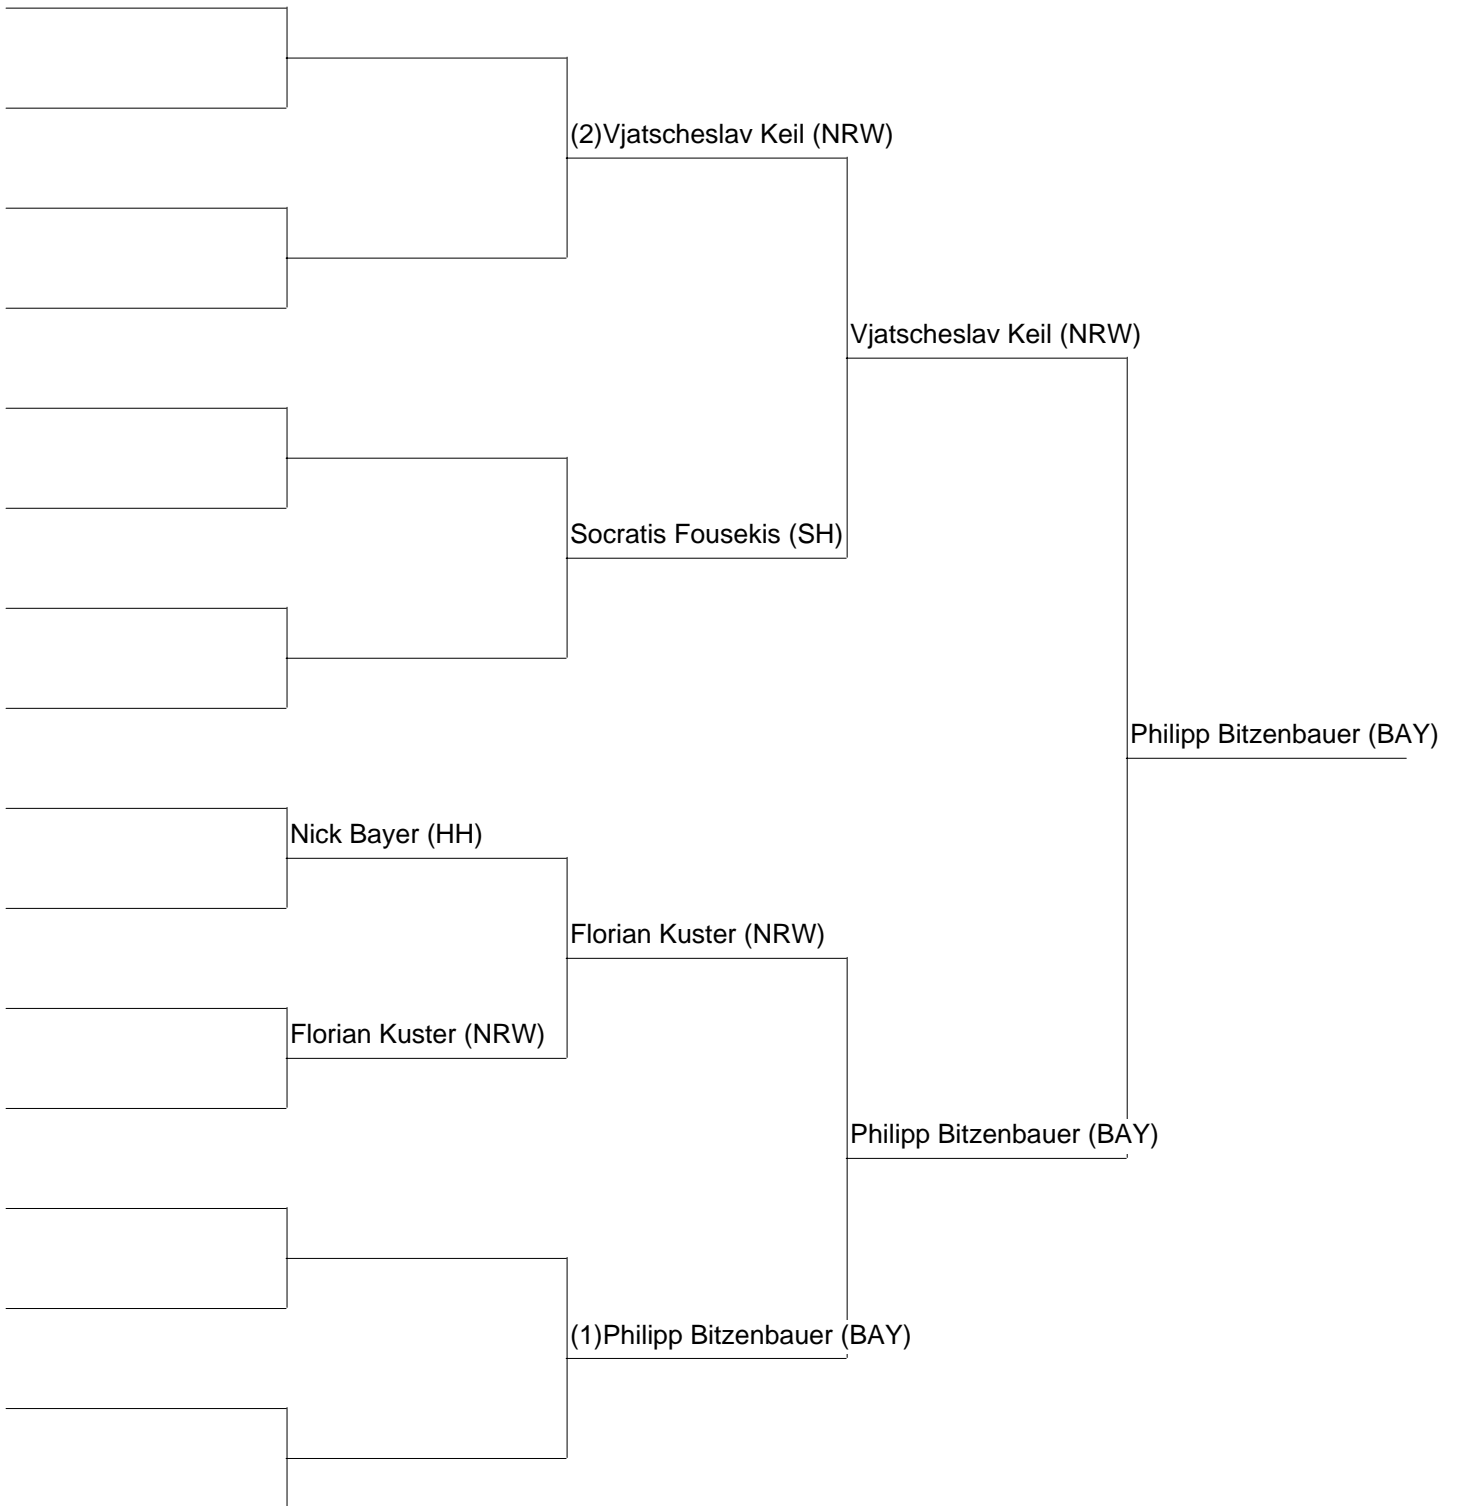 (2)Vjatscheslav Keil (NRW)
Vjatscheslav Keil (NRW)
Socratis Fousekis (SH)
Philipp Bitzenbauer (BAY)
Nick Bayer (HH)
Florian Kuster (NRW)
Florian Kuster (NRW)
Philipp Bitzenbauer (BAY)
(1)Philipp Bitzenbauer (BAY)